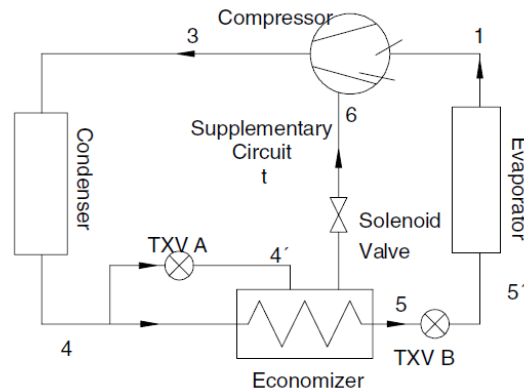 Compressor
3
1
6
Supplementary
Circuit
t
Condenser
Evaporator
Solenoid
Valve
TXV A
4´
5
5´
4
TXV B
Economizer